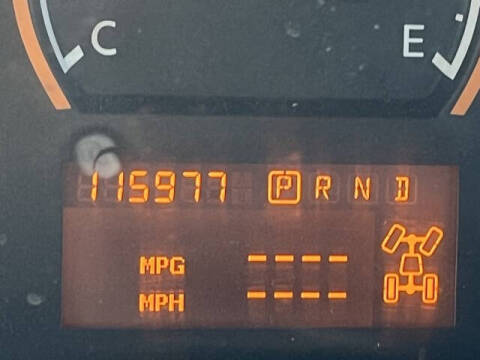 C E
115977 P R N D
MPG ----
MPH ----